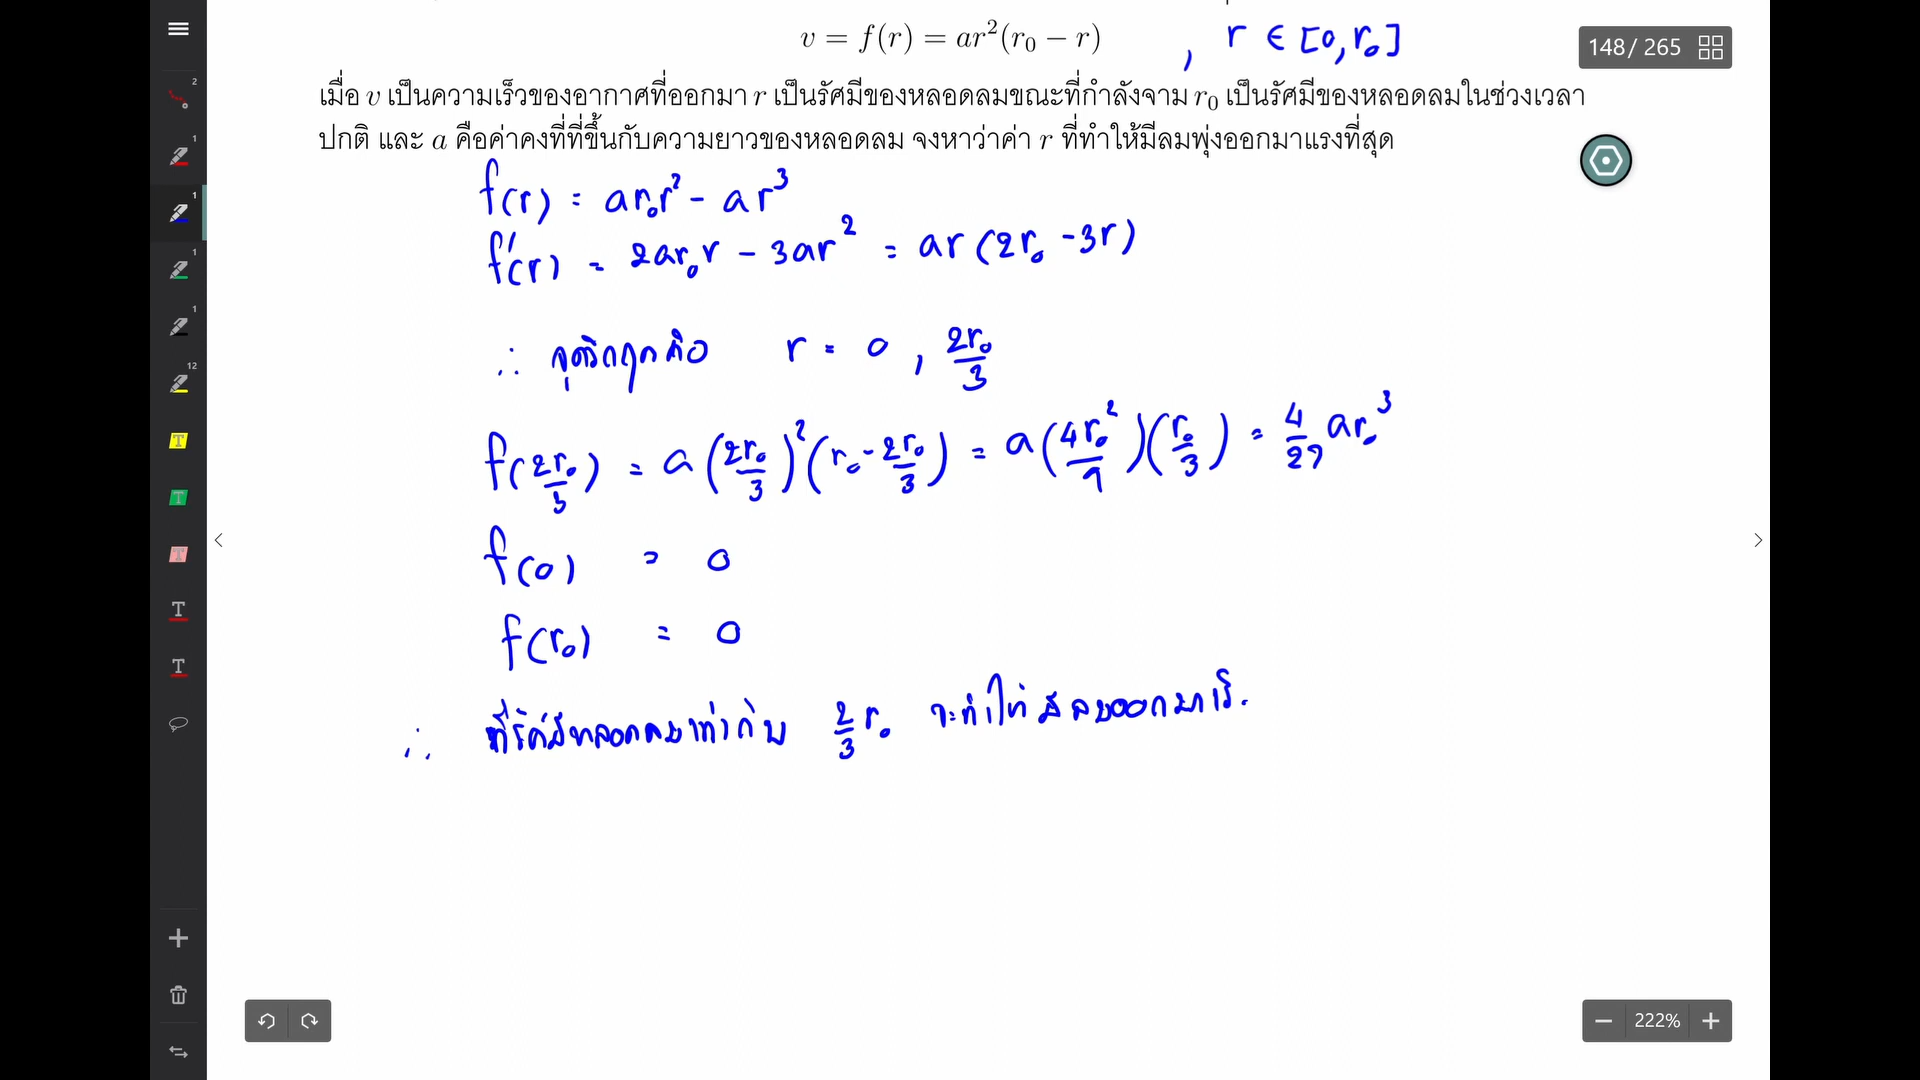 v = f(r) = ar²(r₀ − r) , r ∈ [0, r₀]
148 / 265
เมื่อ v เป็นความเร็วของอากาศที่ออกมา r เป็นรัศมีของหลอดลมขณะที่กำลังจาม r₀ เป็นรัศมีของหลอดลมในช่วงเวลา
ปกติ และ a คือค่าคงที่ที่ขึ้นกับความยาวของหลอดลม จงหาว่าค่า r ที่ทำให้มีลมพุ่งออกมาแรงที่สุด
f(r) = ar₀r² − ar³
f′(r) = 2ar₀r − 3ar² = ar(2r₀ − 3r)
∴ จุดวิกฤตคือ r = 0 , 2r₀/3
f(2r₀/3) = a(2r₀/3)²(r₀ − 2r₀/3) = a(4r₀²/9)(r₀/3) = 4/27 ar₀³
f(0) = 0
f(r₀) = 0
∴ ที่รัศมีหลอดลมเท่ากับ 2/3 r₀ จะทำให้มีลมออกมาเร็
222%